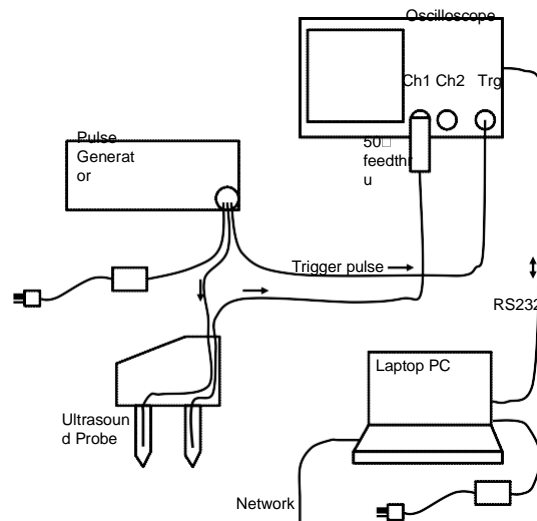 Oscilloscope
Ch1 Ch2 Trg
Pulse
Generat
or
50□
feedthr
u
Trigger pulse
RS232
Laptop PC
Ultrasoun
d Probe
Network